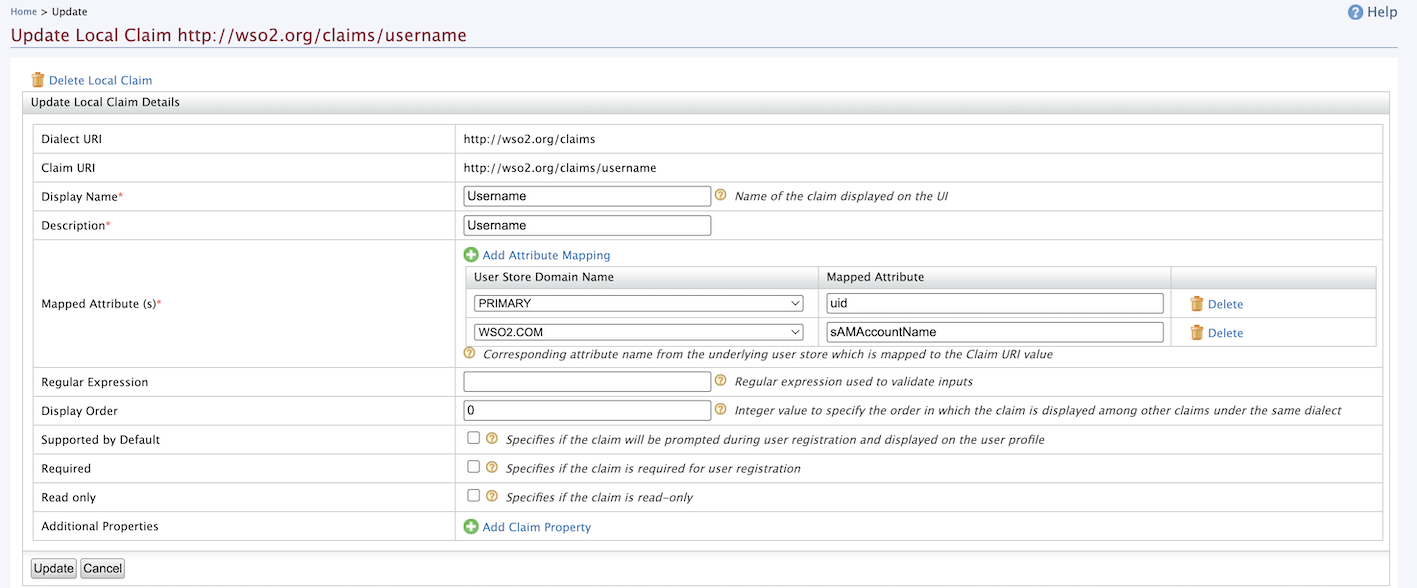 Home > Update
Help
Update Local Claim http://wso2.org/claims/username
Delete Local Claim
Update Local Claim Details
Dialect URI http://wso2.org/claims
Claim URI http://wso2.org/claims/username
Display Name* Username Name of the claim displayed on the UI
Description* Username
Add Attribute Mapping
User Store Domain Name Mapped Attribute
Mapped Attribute (s)* PRIMARY uid Delete
WSO2.COM sAMAccountName Delete
Corresponding attribute name from the underlying user store which is mapped to the Claim URI value
Regular Expression Regular expression used to validate inputs
Display Order 0 Integer value to specify the order in which the claim is displayed among other claims under the same dialect
Supported by Default Specifies if the claim will be prompted during user registration and displayed on the user profile
Required Specifies if the claim is required for user registration
Read only Specifies if the claim is read-only
Additional Properties Add Claim Property
Update Cancel